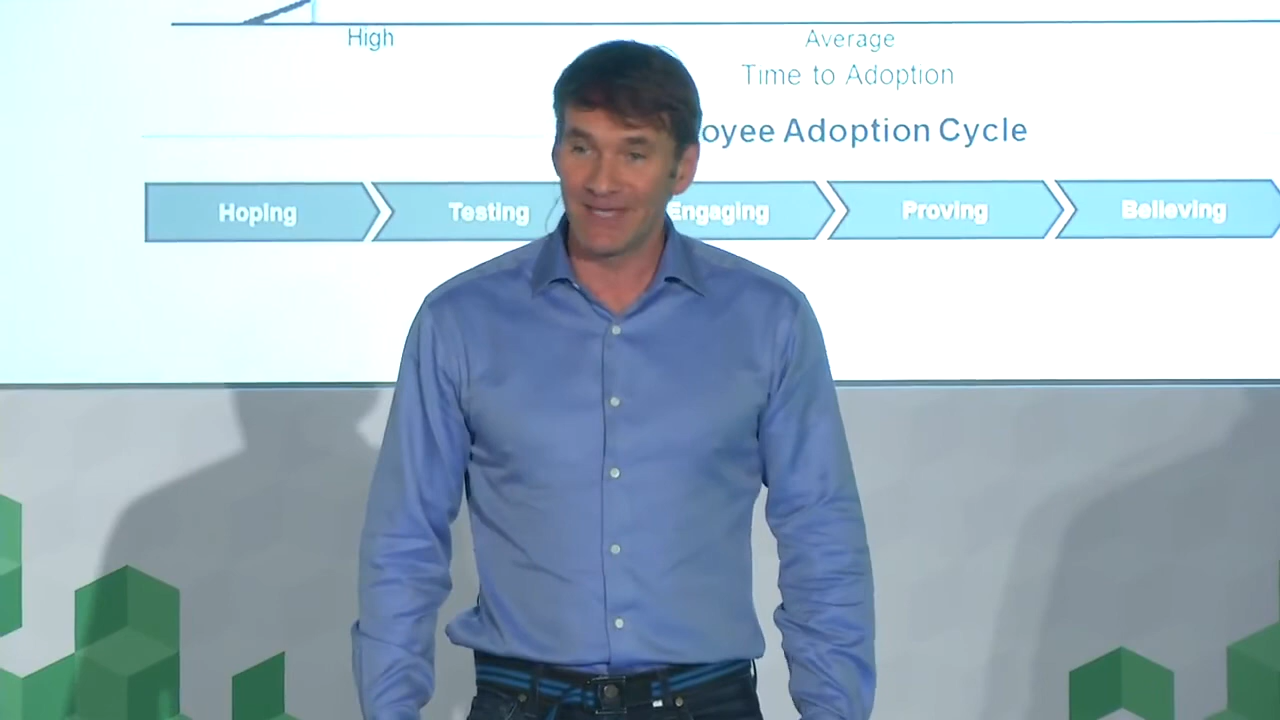 High Average
Time to Adoption
oyee Adoption Cycle
Hoping Testing Engaging Proving Believing